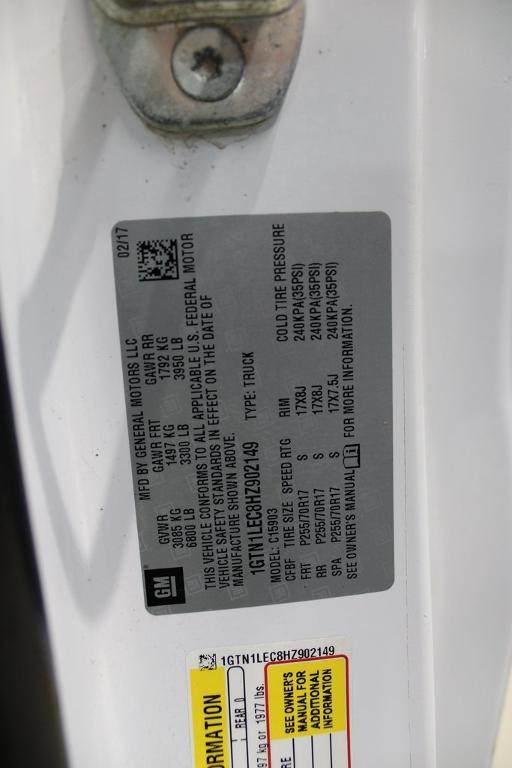 GM
MFD BY GENERAL MOTORS LLC 02/17
GVWR GAWR FRT GAWR RR
3085 KG 1497 KG 1792 KG
6800 LB 3300 LB 3950 LB
THIS VEHICLE CONFORMS TO ALL APPLICABLE U.S. FEDERAL MOTOR
VEHICLE SAFETY STANDARDS IN EFFECT ON THE DATE OF
MANUFACTURE SHOWN ABOVE.
1GTN1LEC8HZ902149 TYPE: TRUCK
MODEL: C15903
CFBF TIRE SIZE SPEED RTG RIM COLD TIRE PRESSURE
FRT P255/70R17 S 17X8J 240KPA(35PSI)
RR P255/70R17 S 17X8J 240KPA(35PSI)
SPA P255/70R17 S 17X7.5J 240KPA(35PSI)
SEE OWNER'S MANUAL i FOR MORE INFORMATION.
1GTN1LEC8HZ902149
ORMATION
REAR 0
97 kg or 1977 lbs.
SEE OWNER'S
MANUAL FOR
ADDITIONAL
INFORMATION